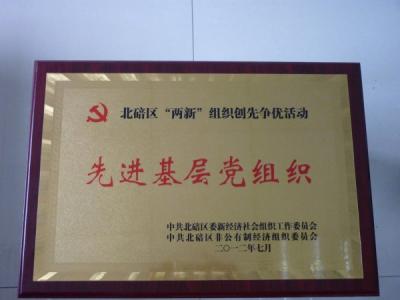 北碚区“两新”组织创先争优活动
先进基层党组织
中共北碚区委新经济社会组织工作委员会
中共北碚区非公有制经济组织委员会
二〇一二年七月